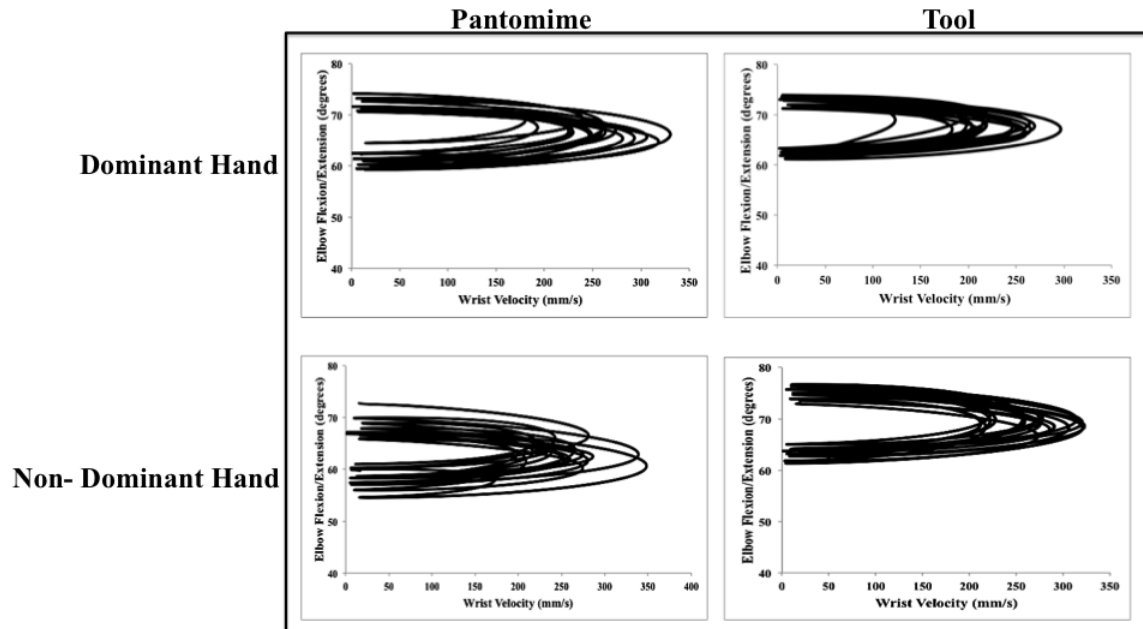 Pantomime Tool
Dominant Hand
Elbow Flexion/Extension (degrees)
80
70
60
50
40
0 50 100 150 200 250 300 350
Wrist Velocity (mm/s)
Elbow Flexion/Extension (degrees)
80
70
60
50
40
0 50 100 150 200 250 300 350
Wrist Velocity (mm/s)
Non- Dominant Hand
Elbow Flexion/Extension (degrees)
80
70
60
50
40
0 50 100 150 200 250 300 350 400
Wrist Velocity (mm/s)
Elbow Flexion/Extension (degrees)
80
70
60
50
40
0 50 100 150 200 250 300 350
Wrist Velocity (mm/s)